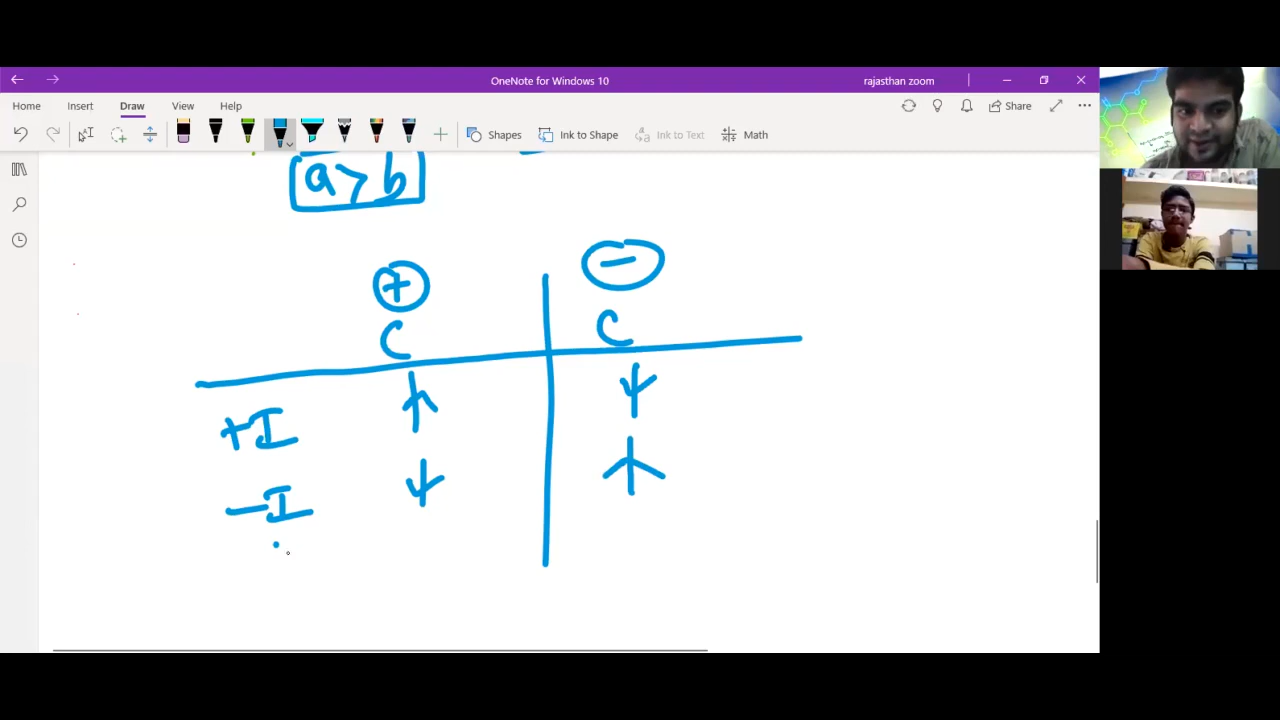 OneNote for Windows 10
rajasthan zoom
Home Insert Draw View Help
Share
Shapes Ink to Shape Ink to Text Math
a > b
+ −
C C
+I ↑ ↓
−I ↓ ↑